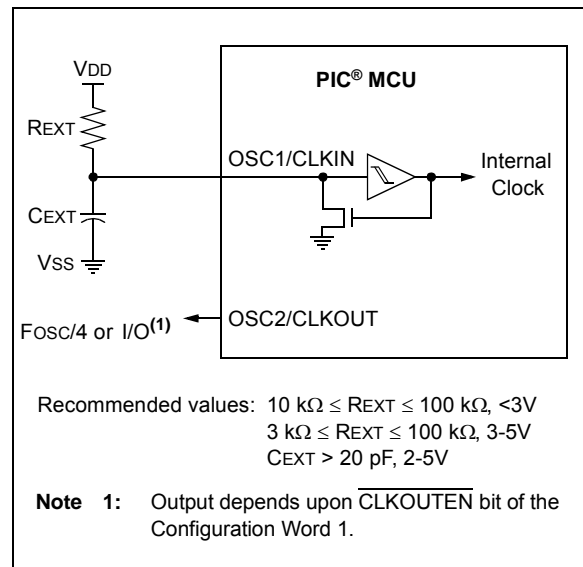 VDD
PIC® MCU
REXT
OSC1/CLKIN
Internal
Clock
CEXT
VSS
OSC2/CLKOUT
FOSC/4 or I/O(1)
Recommended values: 10 kΩ ≤ REXT ≤ 100 kΩ, <3V
3 kΩ ≤ REXT ≤ 100 kΩ, 3-5V
CEXT > 20 pF, 2-5V
Note 1: Output depends upon CLKOUTEN bit of the
Configuration Word 1.